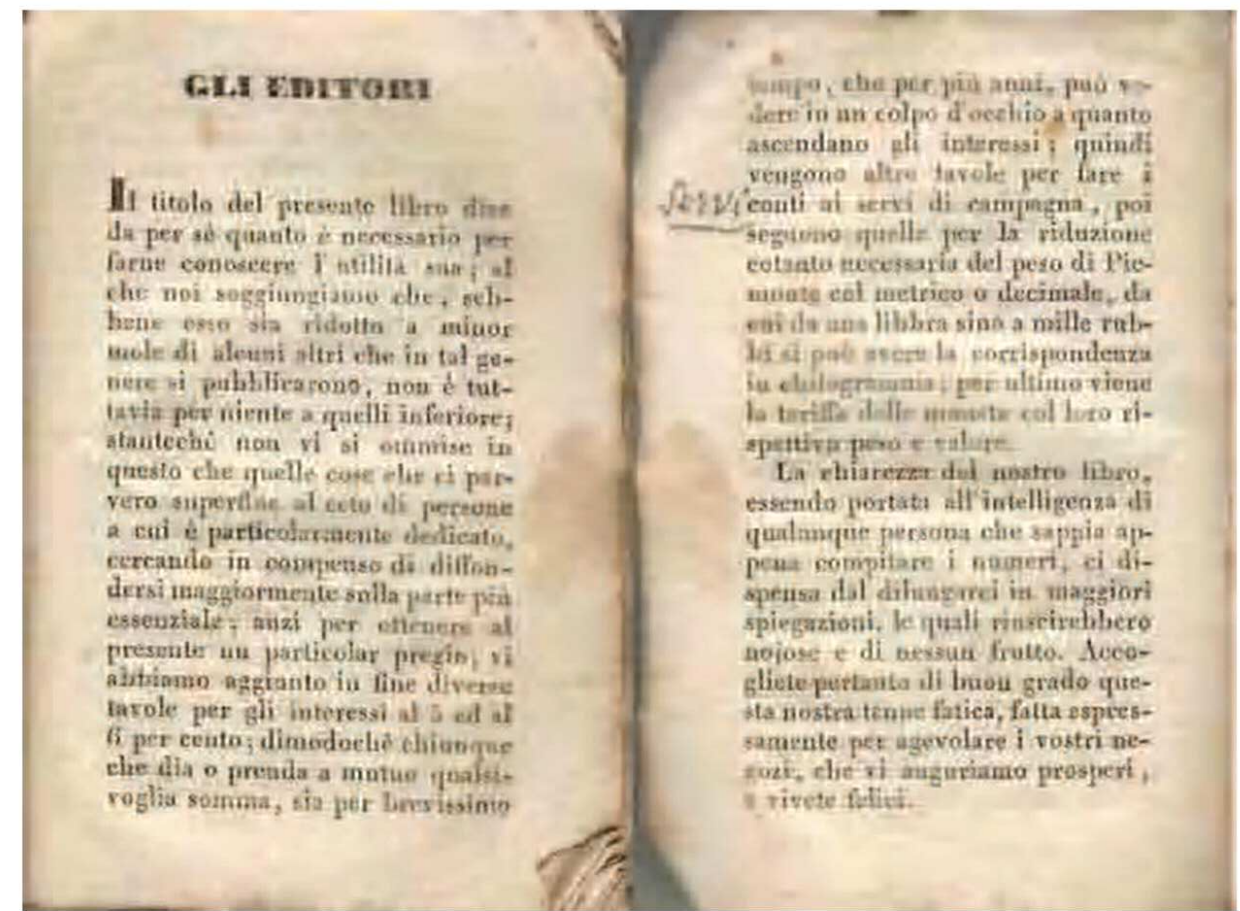 GLI EDITORI
Il titolo del presente libro dice
da per sè quanto è necessario per
farne conoscere l'utilità sua; al
che noi soggiungiamo che, seb-
bene esso sia ridotto a minor
mole di alcuni altri che in tal ge-
nere si pubblicarono, non è tut-
tavia per niente a quelli inferiore;
stantechè non vi si ommise in
questo che quelle cose che ci par-
vero superflue al ceto di persone
a cui è particolarmente dedicato,
cercando in compenso di diffon-
dersi maggiormente sulla parte più
essenziale; anzi per ottenere al
presente un particolar pregio, vi
abbiamo aggiunto in fine diverse
tavole per gli interessi al 5 ed al
6 per cento; dimodochè chiunque
che dia o prenda a mutuo qualsi-
voglia somma, sia per brevissimo
tempo, che per più anni, può ve-
dere in un colpo d'occhio a quanto
ascendano gli interessi; quindi
vengono altre tavole per fare i
conti ai servi di campagna, poi
seguono quelle per la riduzione
cotanto necessaria del peso di Pie-
monte col metrico o decimale, da
cui da una libbra sino a mille rub-
bi si può avere la corrispondenza
in chilogrammi; per ultimo viene
la tariffa delle monete col loro ri-
spettivo peso e valore.
La chiarezza del nostro libro,
essendo portata all'intelligenza di
qualunque persona che sappia ap-
pena compitare i numeri, ci di-
spensa dal dilungarci in maggiori
spiegazioni, le quali riuscirebbero
nojose e di nessun frutto. Acco-
gliete pertanto di buon grado que-
sta nostra tenue fatica, fatta espres-
samente per agevolare i vostri ne-
gozi, che vi auguriamo prosperi,
e vivete felici.